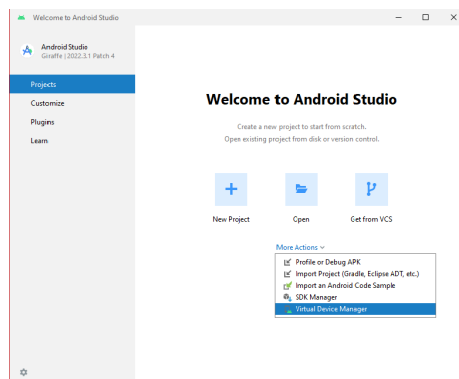 Welcome to Android Studio
Android Studio
Giraffe | 2022.3.1 Patch 4
Projects
Customize
Plugins
Learn
Welcome to Android Studio
Create a new project to start from scratch.
Open existing project from disk or version control.
New Project
Open
Get from VCS
More Actions
Profile or Debug APK
Import Project (Gradle, Eclipse ADT, etc.)
Import an Android Code Sample
SDK Manager
Virtual Device Manager